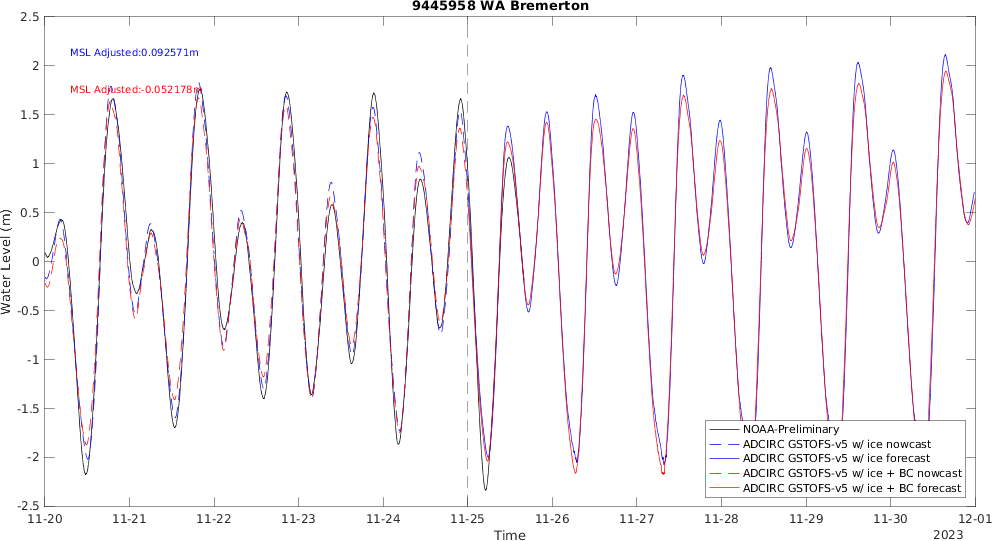 9445958 WA Bremerton
MSL Adjusted:0.092571m
MSL Adjusted:-0.052178m
Water Level (m)
2.5
2
1.5
1
0.5
0
-0.5
-1
-1.5
-2
-2.5
NOAA-Preliminary
ADCIRC GSTOFS-v5 w/ ice nowcast
ADCIRC GSTOFS-v5 w/ ice forecast
ADCIRC GSTOFS-v5 w/ ice + BC nowcast
ADCIRC GSTOFS-v5 w/ ice + BC forecast
11-20 11-21 11-22 11-23 11-24 11-25 11-26 11-27 11-28 11-29 11-30 12-01
Time
2023